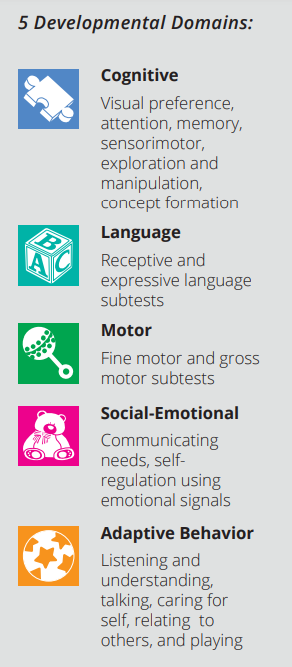 5 Developmental Domains:
Cognitive
Visual preference,
attention, memory,
sensorimotor,
exploration and
manipulation,
concept formation
B
A C
Language
Receptive and
expressive language
subtests
Motor
Fine motor and gross
motor subtests
Social-Emotional
Communicating
needs, self-
regulation using
emotional signals
Adaptive Behavior
Listening and
understanding,
talking, caring for
self, relating to
others, and playing